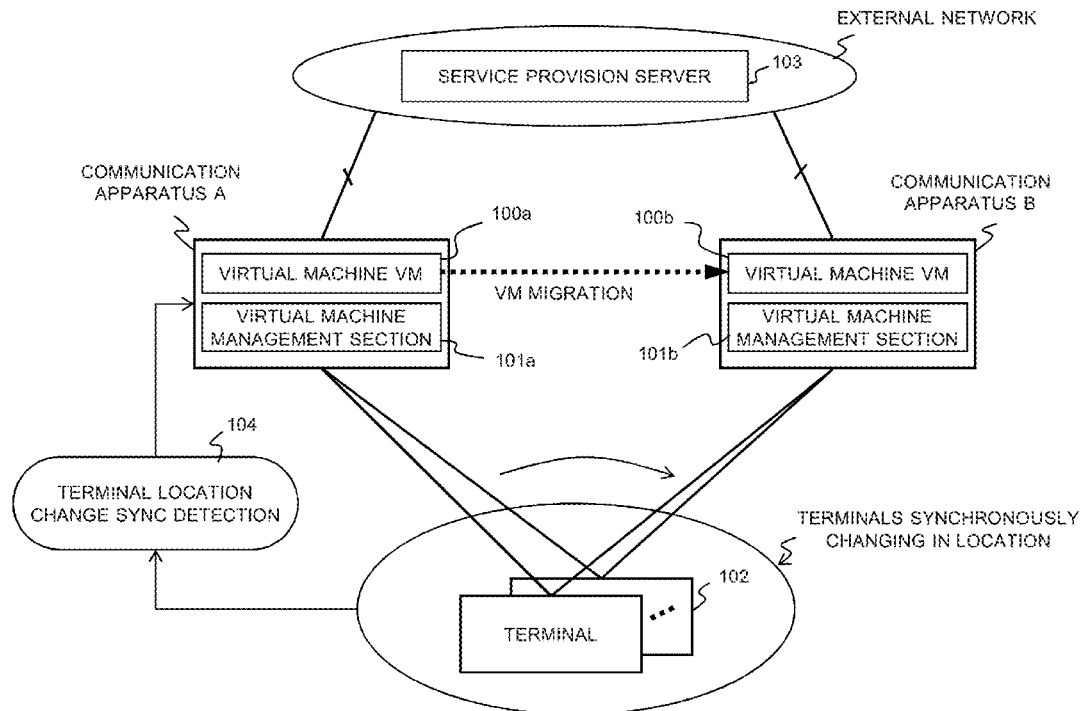 EXTERNAL NETWORK
103
SERVICE PROVISION SERVER
COMMUNICATION
APPARATUS A
COMMUNICATION
APPARATUS B
100a
100b
VIRTUAL MACHINE VM
VM MIGRATION
VIRTUAL MACHINE VM
VIRTUAL MACHINE
MANAGEMENT SECTION
VIRTUAL MACHINE
MANAGEMENT SECTION
101a
101b
104
TERMINAL LOCATION
CHANGE SYNC DETECTION
TERMINALS SYNCHRONOUSLY
CHANGING IN LOCATION
102
TERMINAL